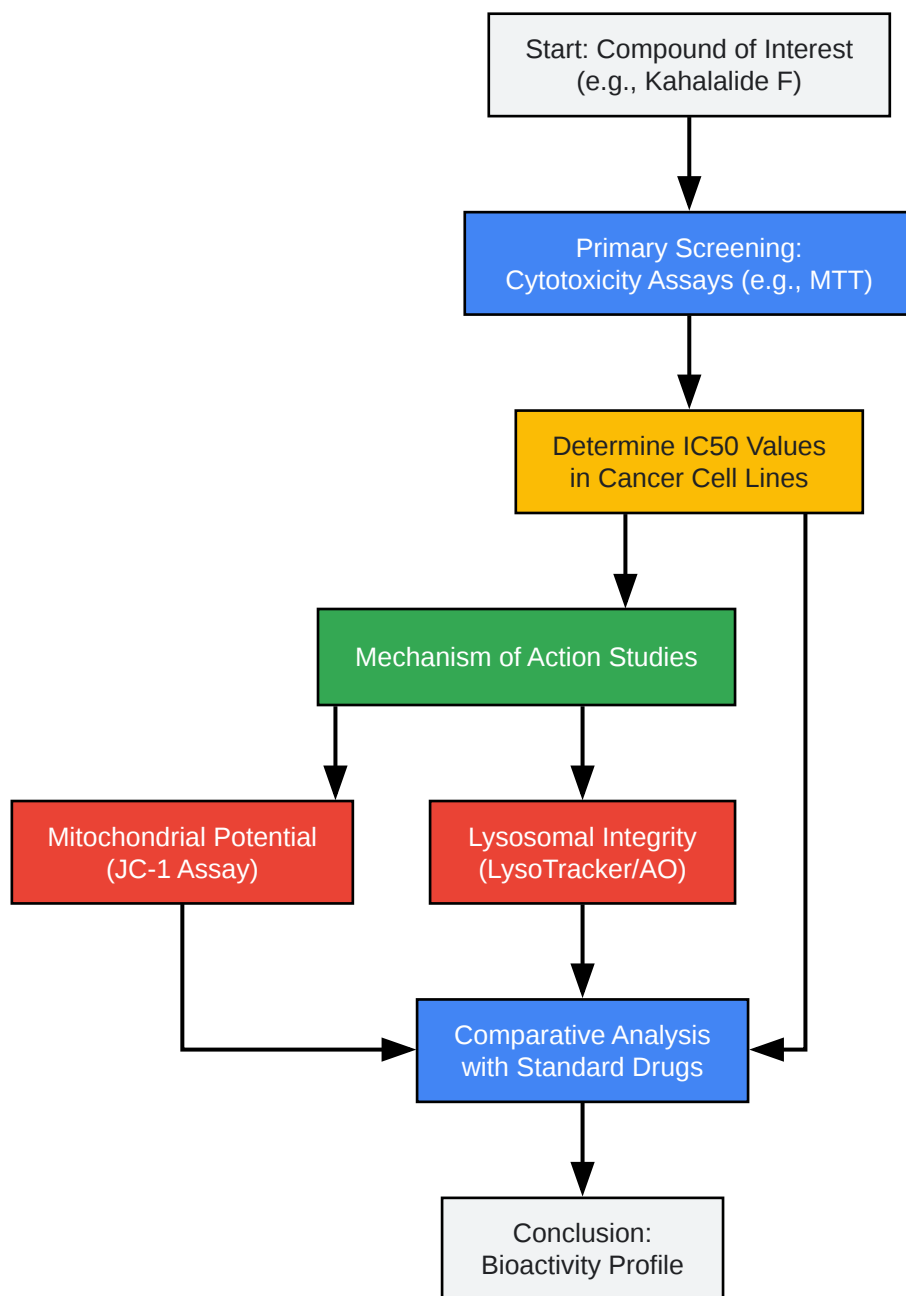 Start: Compound of Interest
(e.g., Kahalalide F)
Primary Screening:
Cytotoxicity Assays (e.g., MTT)
Determine IC50 Values
in Cancer Cell Lines
Mechanism of Action Studies
Mitochondrial Potential
(JC-1 Assay)
Lysosomal Integrity
(LysoTracker/AO)
Comparative Analysis
with Standard Drugs
Conclusion:
Bioactivity Profile